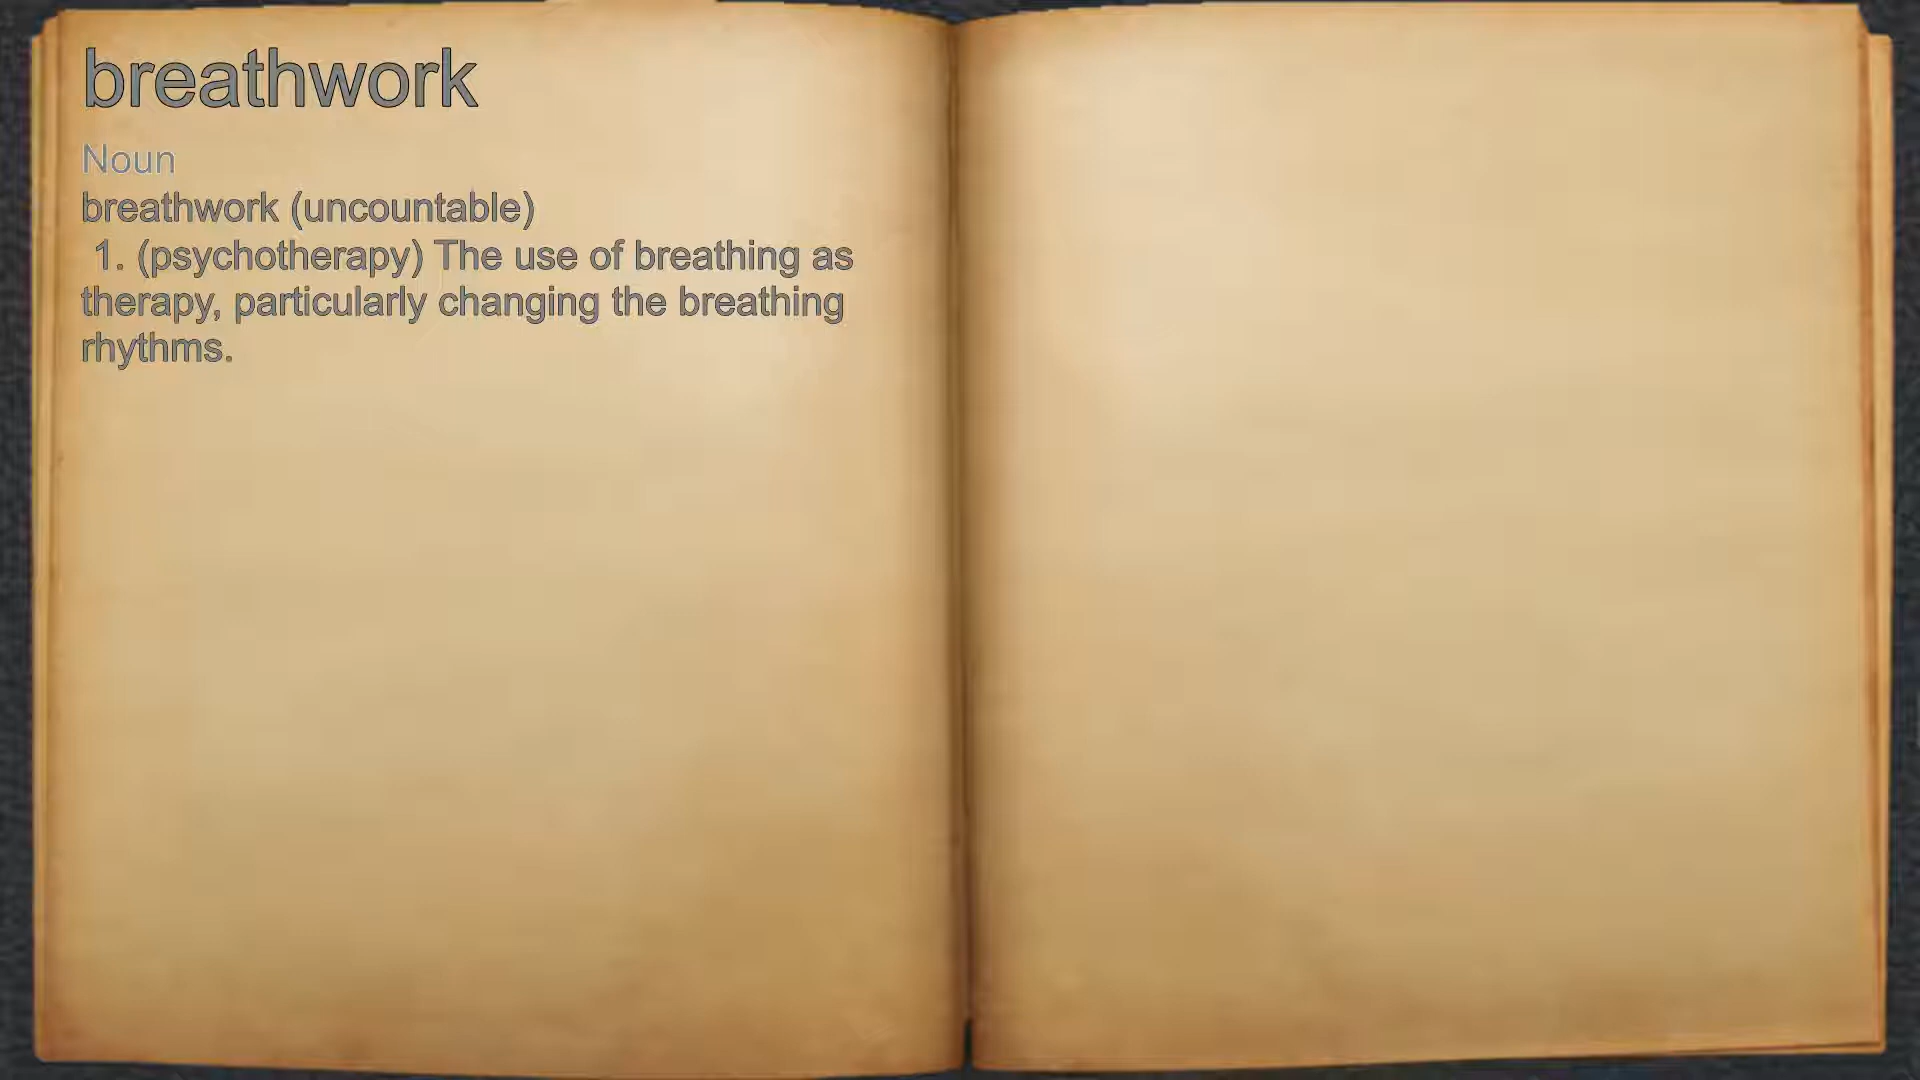 breathwork
Noun
breathwork (uncountable)
1. (psychotherapy) The use of breathing as
therapy, particularly changing the breathing
rhythms.